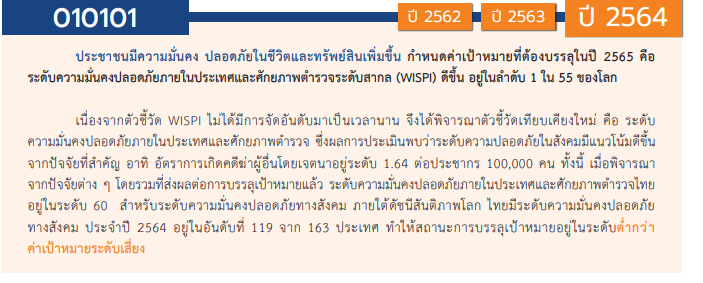 010101
ปี 2562
ปี 2563
ปี 2564
ประชาชนมีความมั่นคง ปลอดภัยในชีวิตและทรัพย์สินเพิ่มขึ้น กำหนดค่าเป้าหมายที่ต้องบรรลุในปี 2565 คือ
ระดับความมั่นคงปลอดภัยภายในประเทศและศักยภาพตำรวจระดับสากล (WISPI) ดีขึ้น อยู่ในลำดับ 1 ใน 55 ของโลก
เนื่องจากตัวชี้วัด WISPI ไม่ได้มีการจัดอันดับมาเป็นเวลานาน จึงได้พิจารณาตัวชี้วัดเทียบเคียงใหม่ คือ ระดับ
ความมั่นคงปลอดภัยภายในประเทศและศักยภาพตำรวจ ซึ่งผลการประเมินพบว่าระดับความปลอดภัยในสังคมมีแนวโน้มดีขึ้น
จากปัจจัยที่สำคัญ อาทิ อัตราการเกิดคดีฆ่าผู้อื่นโดยเจตนาอยู่ระดับ 1.64 ต่อประชากร 100,000 คน ทั้งนี้ เมื่อพิจารณา
จากปัจจัยต่าง ๆ โดยรวมที่ส่งผลต่อการบรรลุเป้าหมายแล้ว ระดับความมั่นคงปลอดภัยภายในประเทศและศักยภาพตำรวจไทย
อยู่ในระดับ 60 สำหรับระดับความมั่นคงปลอดภัยทางสังคม ภายใต้ดัชนีสันติภาพโลก ไทยมีระดับความมั่นคงปลอดภัย
ทางสังคม ประจำปี 2564 อยู่ในอันดับที่ 119 จาก 163 ประเทศ ทำให้สถานะการบรรลุเป้าหมายอยู่ในระดับต่ำกว่า
ค่าเป้าหมายระดับเสี่ยง